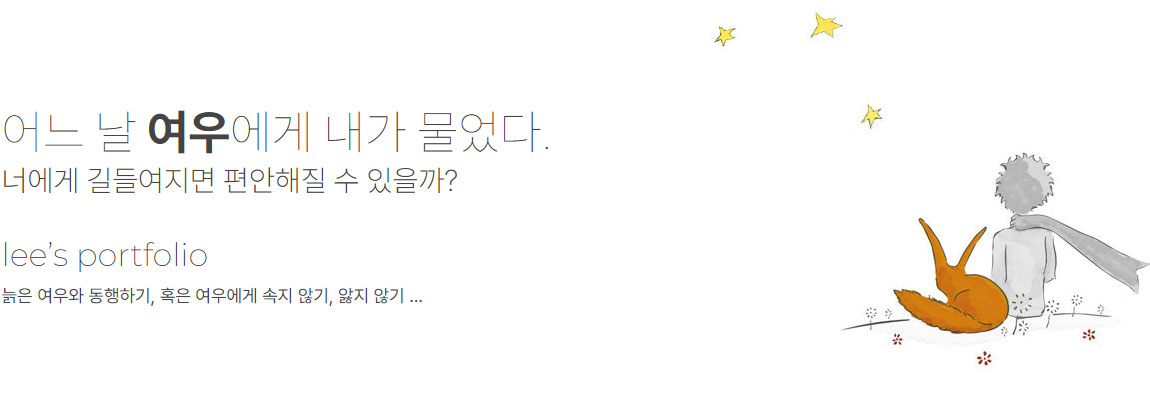 어느 날 여우에게 내가 물었다.
너에게 길들여지면 편안해질 수 있을까?
lee’s portfolio
늙은 여우와 동행하기, 혹은 여우에게 속지 않기, 앓지 않기 ...